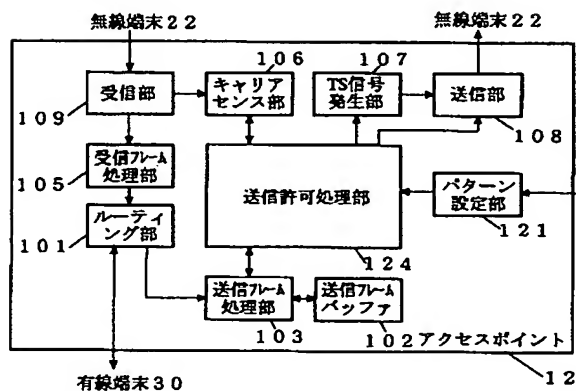 無線端末22
無線端末22
106
107
受信部
キャリア
センス部
TS信号
発生部
送信部
109
108
受信フレーム
処理部
105
送信許可処理部
パターン
設定部
121
ルーティ
ング部
101
124
送信フレーム
処理部
送信フレーム
バッファ
103
102
アクセスポイント
12
有線端末30